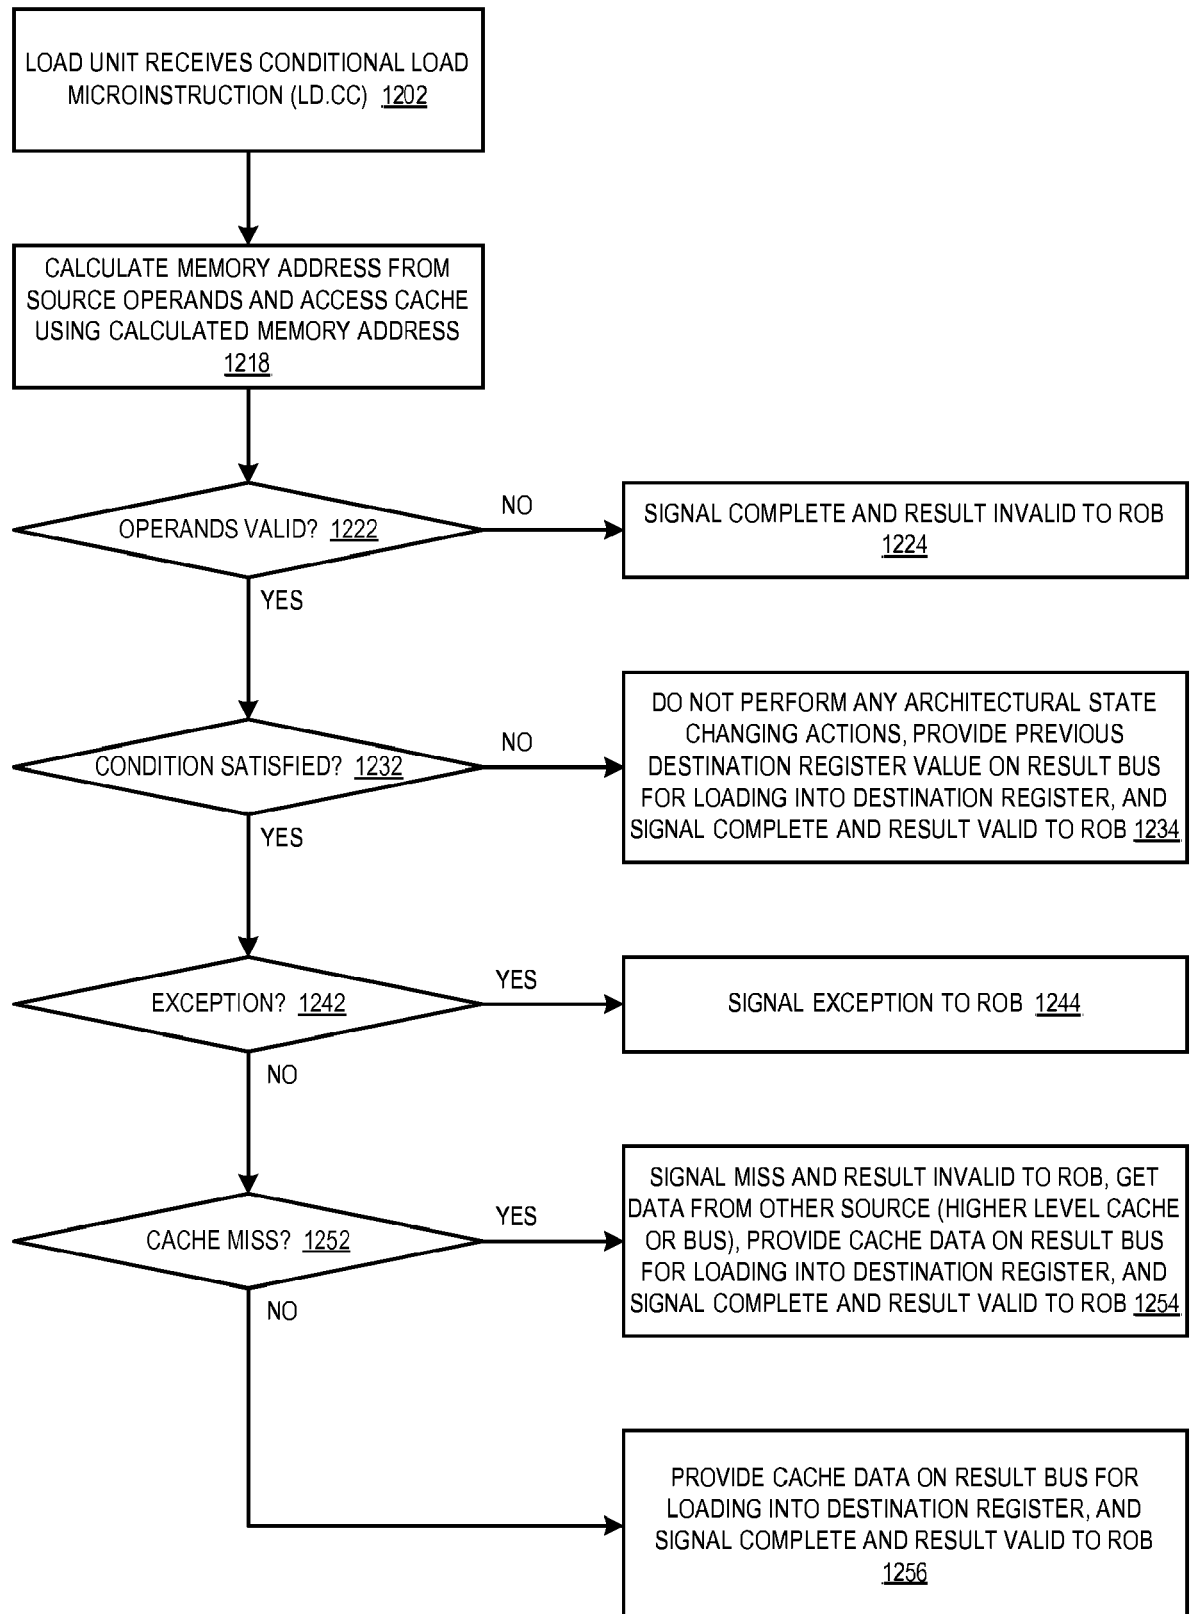 LOAD UNIT RECEIVES CONDITIONAL LOAD
MICROINSTRUCTION (LD.CC) 1202
CALCULATE MEMORY ADDRESS FROM
SOURCE OPERANDS AND ACCESS CACHE
USING CALCULATED MEMORY ADDRESS
1218
OPERANDS VALID? 1222
NO
SIGNAL COMPLETE AND RESULT INVALID TO ROB
1224
YES
CONDITION SATISFIED? 1232
NO
DO NOT PERFORM ANY ARCHITECTURAL STATE
CHANGING ACTIONS, PROVIDE PREVIOUS
DESTINATION REGISTER VALUE ON RESULT BUS
FOR LOADING INTO DESTINATION REGISTER, AND
SIGNAL COMPLETE AND RESULT VALID TO ROB 1234
YES
EXCEPTION? 1242
YES
SIGNAL EXCEPTION TO ROB 1244
NO
CACHE MISS? 1252
YES
SIGNAL MISS AND RESULT INVALID TO ROB, GET
DATA FROM OTHER SOURCE (HIGHER LEVEL CACHE
OR BUS), PROVIDE CACHE DATA ON RESULT BUS
FOR LOADING INTO DESTINATION REGISTER, AND
SIGNAL COMPLETE AND RESULT VALID TO ROB 1254
NO
PROVIDE CACHE DATA ON RESULT BUS FOR
LOADING INTO DESTINATION REGISTER, AND
SIGNAL COMPLETE AND RESULT VALID TO ROB
1256